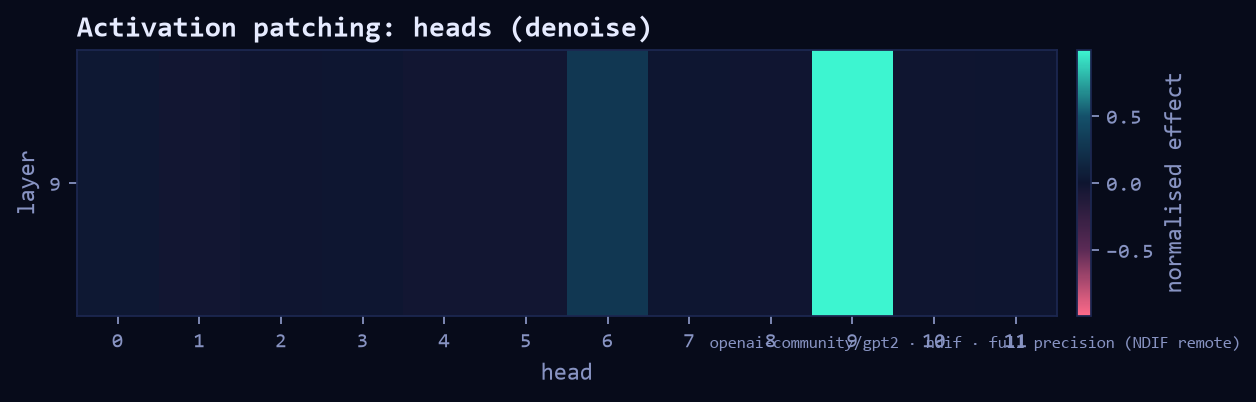 Activation patching: heads (denoise)
layer
9
0 1 2 3 4 5 6 7 8 9 10 11
head
openai-community/gpt2 · ndif · full precision (NDIF remote)
0.5
0.0
−0.5
normalised effect